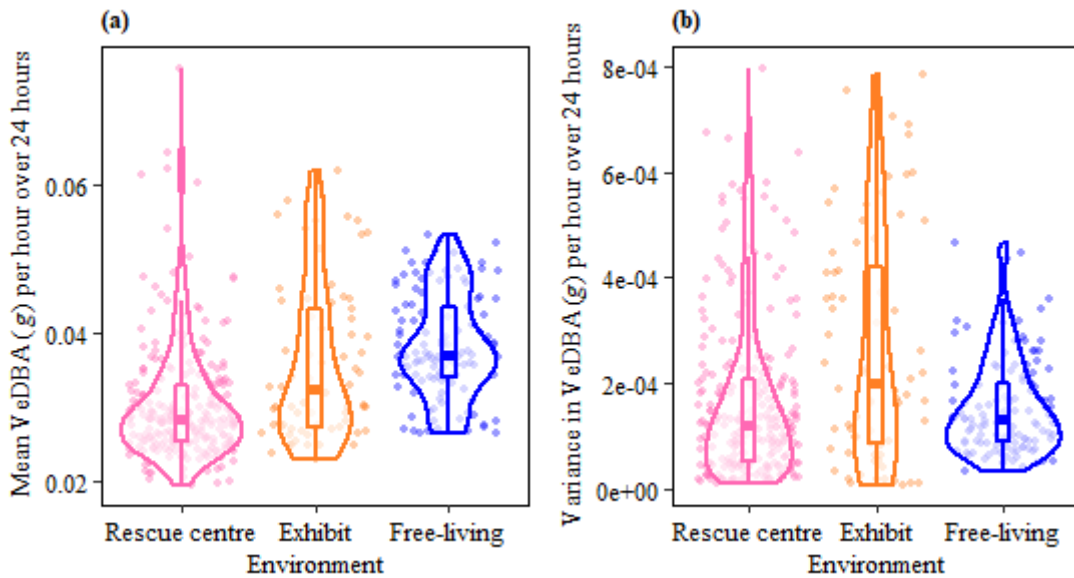 (a)
Mean VeDBA (g) per hour over 24 hours
0.06
0.04
0.02
Rescue centre Exhibit Free-living
Environment
(b)
Variance in VeDBA (g) per hour over 24 hours
8e-04
6e-04
4e-04
2e-04
0e+00
Rescue centre Exhibit Free-living
Environment